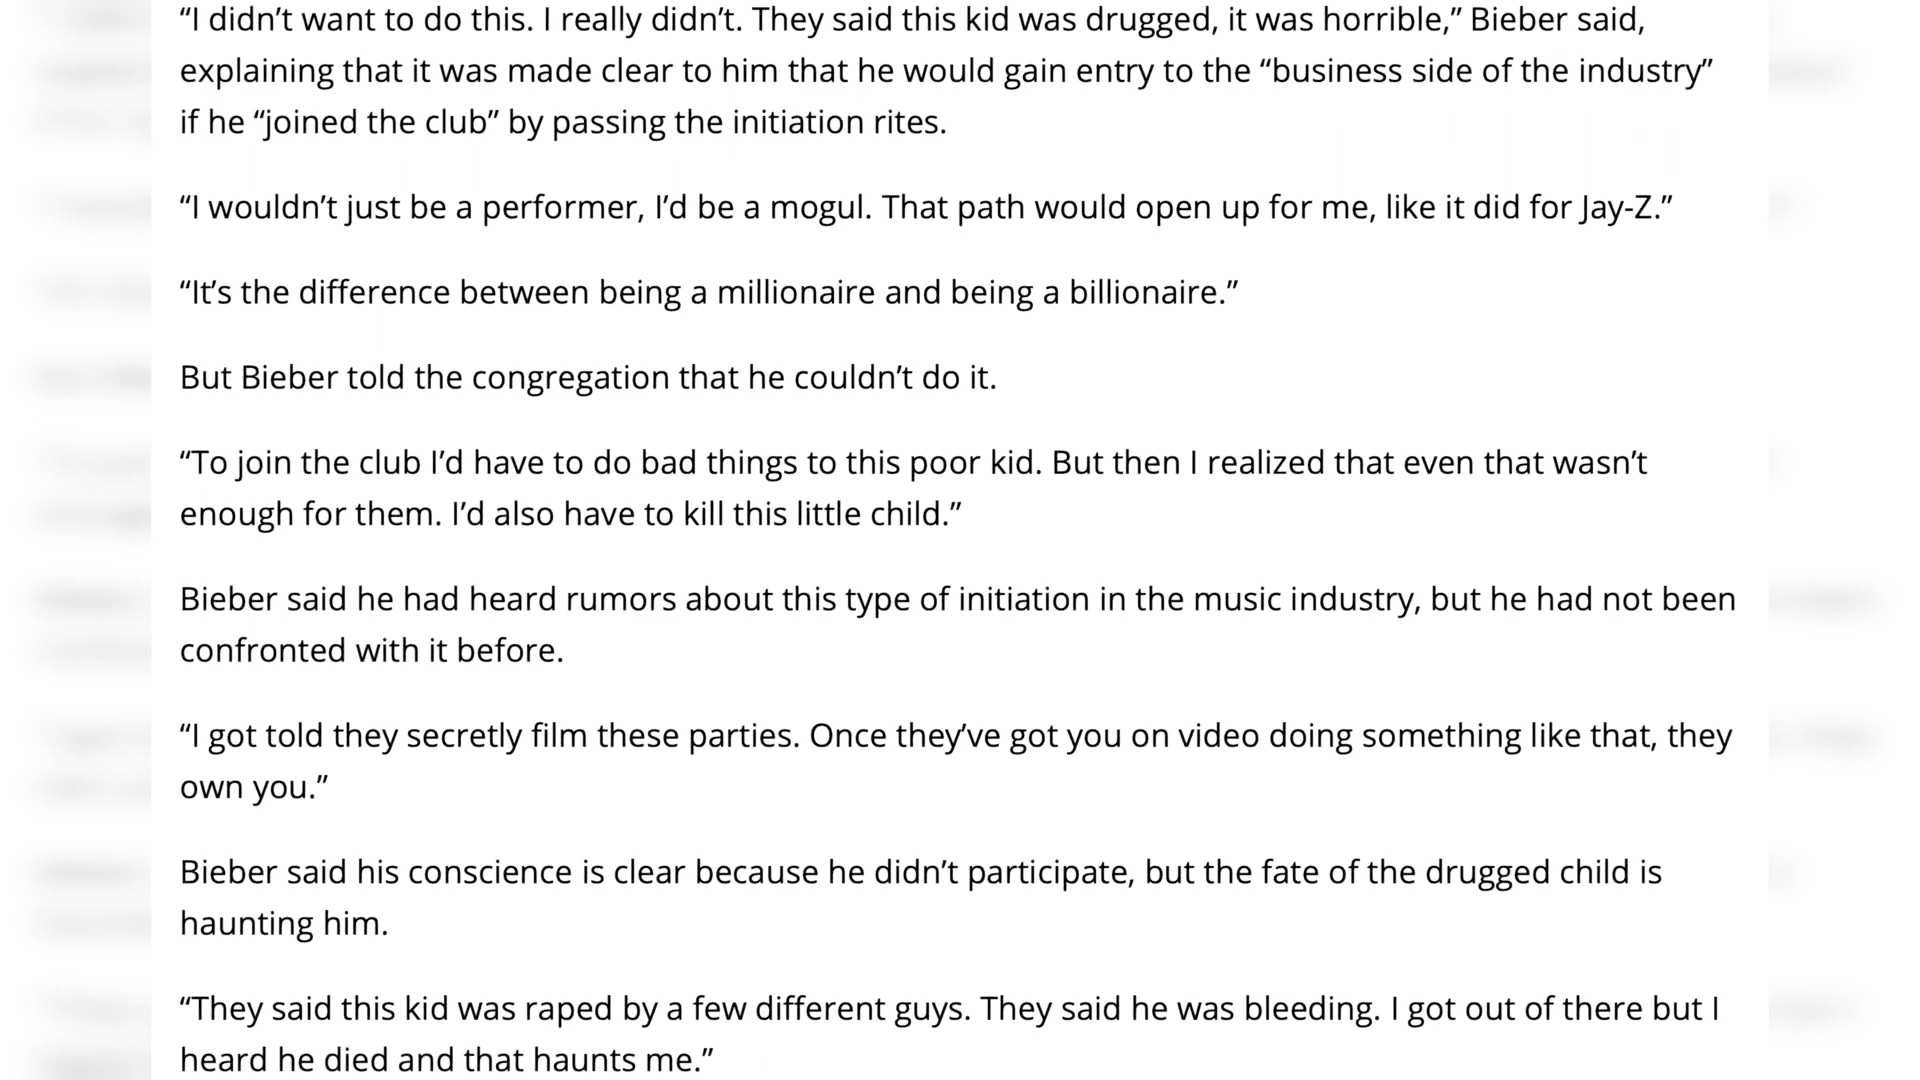 “I didn’t want to do this. I really didn’t. They said this kid was drugged, it was horrible,” Bieber said,
explaining that it was made clear to him that he would gain entry to the “business side of the industry”
if he “joined the club” by passing the initiation rites.
“I wouldn’t just be a performer, I’d be a mogul. That path would open up for me, like it did for Jay-Z.”
“It’s the difference between being a millionaire and being a billionaire.”
But Bieber told the congregation that he couldn’t do it.
“To join the club I’d have to do bad things to this poor kid. But then I realized that even that wasn’t
enough for them. I’d also have to kill this little child.”
Bieber said he had heard rumors about this type of initiation in the music industry, but he had not been
confronted with it before.
“I got told they secretly film these parties. Once they’ve got you on video doing something like that, they
own you.”
Bieber said his conscience is clear because he didn’t participate, but the fate of the drugged child is
haunting him.
“They said this kid was raped by a few different guys. They said he was bleeding. I got out of there but I
heard he died and that haunts me.”